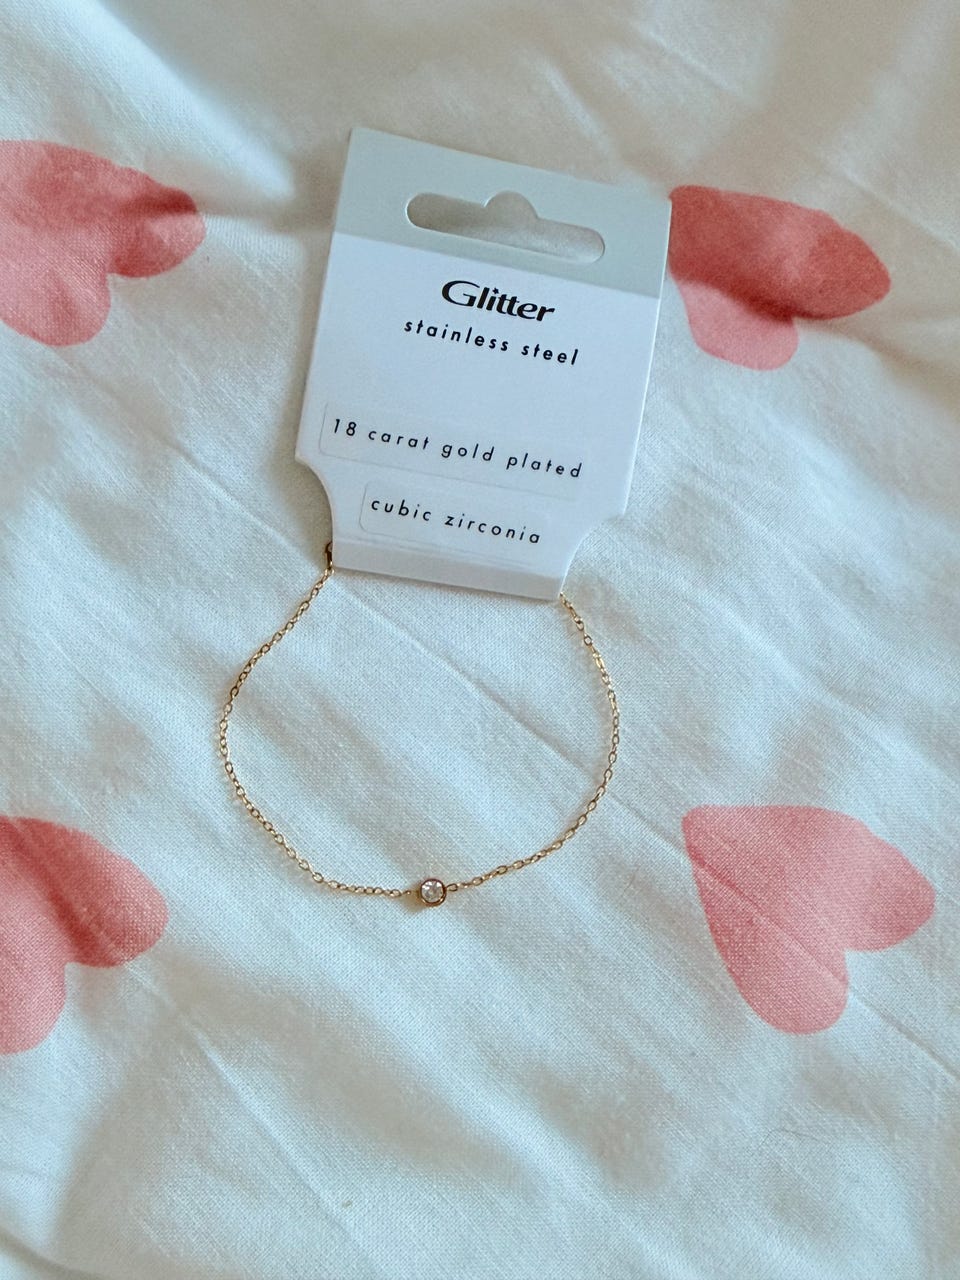 Glitter
stainless steel
18 carat gold plated
cubic zirconia